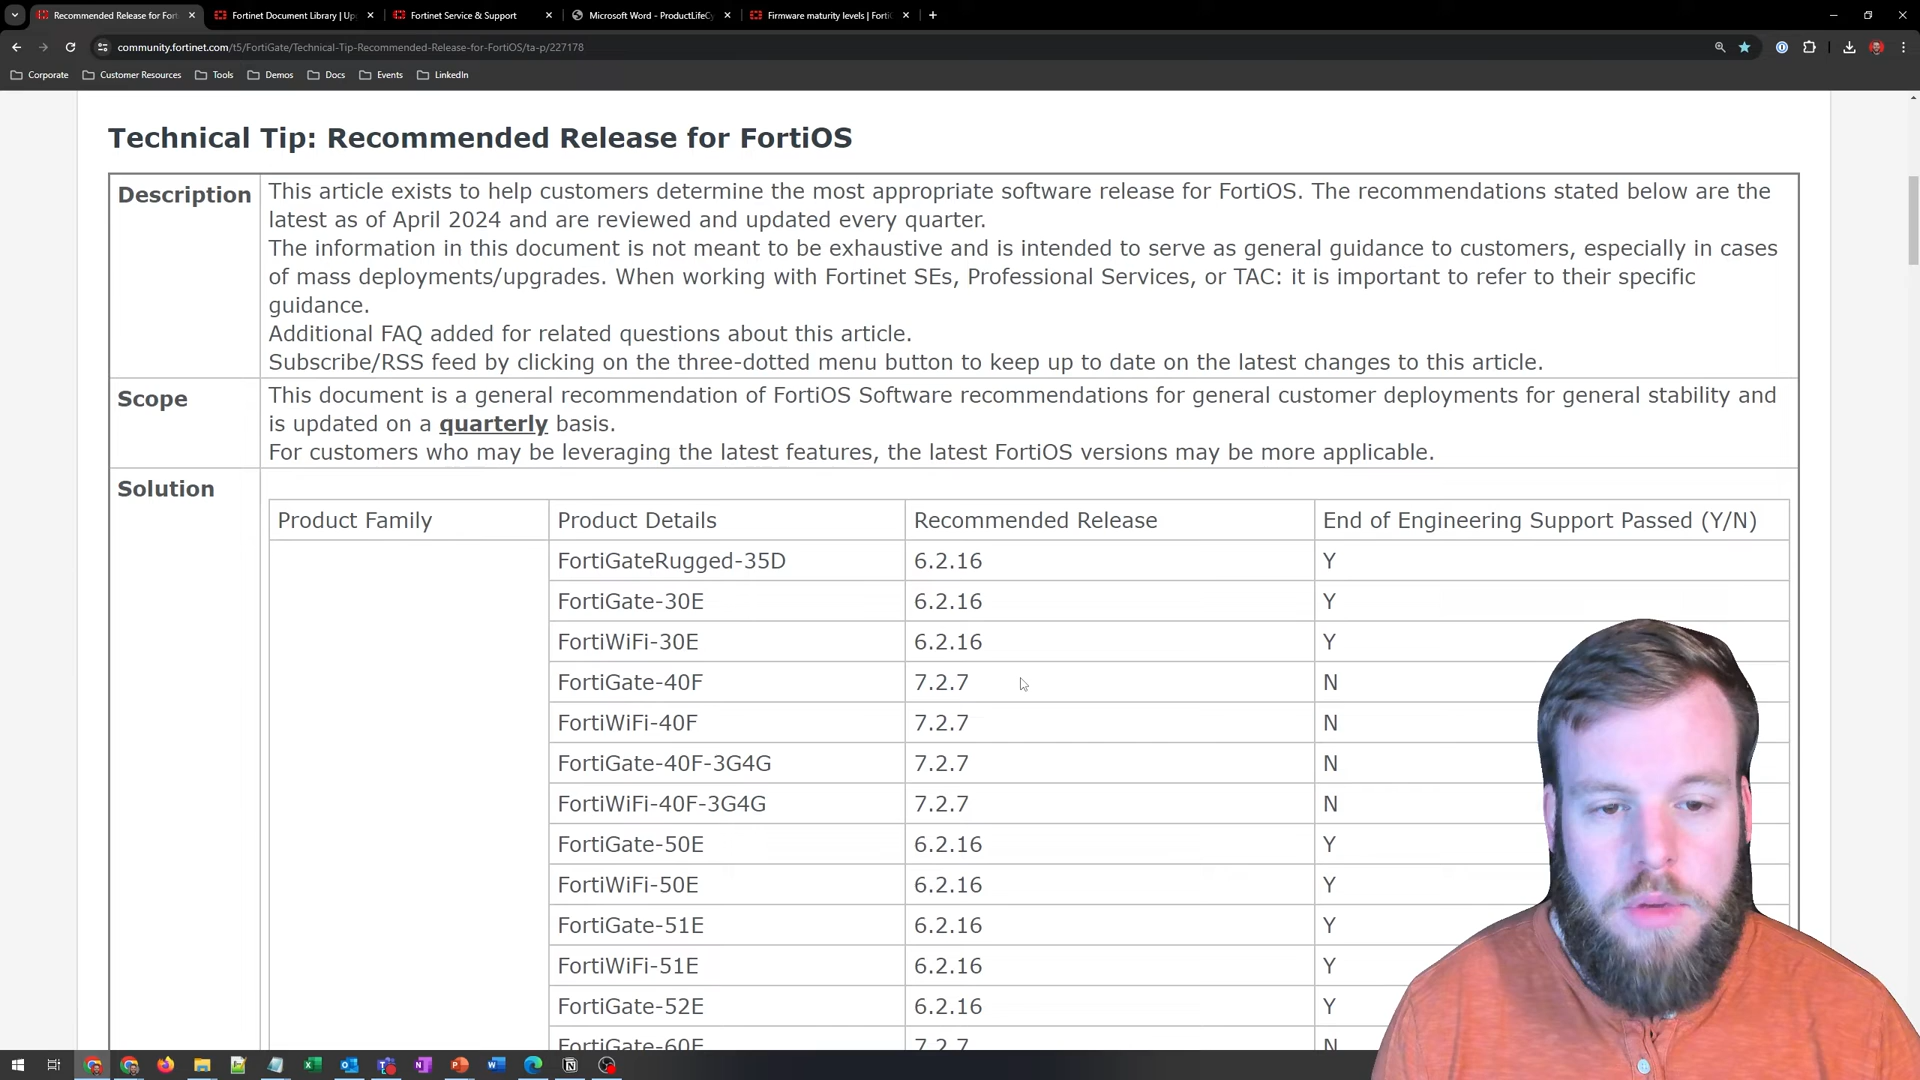 Recommended Release for Fort
Fortinet Document Library | Up
Fortinet Service & Support
Microsoft Word - ProductLifeCy
Firmware maturity levels | FortiG
community.fortinet.com/t5/FortiGate/Technical-Tip-Recommended-Release-for-FortiOS/ta-p/227178
Corporate Customer Resources Tools Demos Docs Events LinkedIn
Technical Tip: Recommended Release for FortiOS
Description
This article exists to help customers determine the most appropriate software release for FortiOS. The recommendations stated below are the
latest as of April 2024 and are reviewed and updated every quarter.
The information in this document is not meant to be exhaustive and is intended to serve as general guidance to customers, especially in cases
of mass deployments/upgrades. When working with Fortinet SEs, Professional Services, or TAC: it is important to refer to their specific
guidance.
Additional FAQ added for related questions about this article.
Subscribe/RSS feed by clicking on the three-dotted menu button to keep up to date on the latest changes to this article.
Scope
This document is a general recommendation of FortiOS Software recommendations for general customer deployments for general stability and
is updated on a quarterly basis.
For customers who may be leveraging the latest features, the latest FortiOS versions may be more applicable.
Solution
Product Family Product Details Recommended Release End of Engineering Support Passed (Y/N)
FortiGateRugged-35D 6.2.16 Y
FortiGate-30E 6.2.16 Y
FortiWiFi-30E 6.2.16 Y
FortiGate-40F 7.2.7 N
FortiWiFi-40F 7.2.7 N
FortiGate-40F-3G4G 7.2.7 N
FortiWiFi-40F-3G4G 7.2.7 N
FortiGate-50E 6.2.16 Y
FortiWiFi-50E 6.2.16 Y
FortiGate-51E 6.2.16 Y
FortiWiFi-51E 6.2.16 Y
FortiGate-52E 6.2.16 Y
FortiGate-60E 7.2.7 N